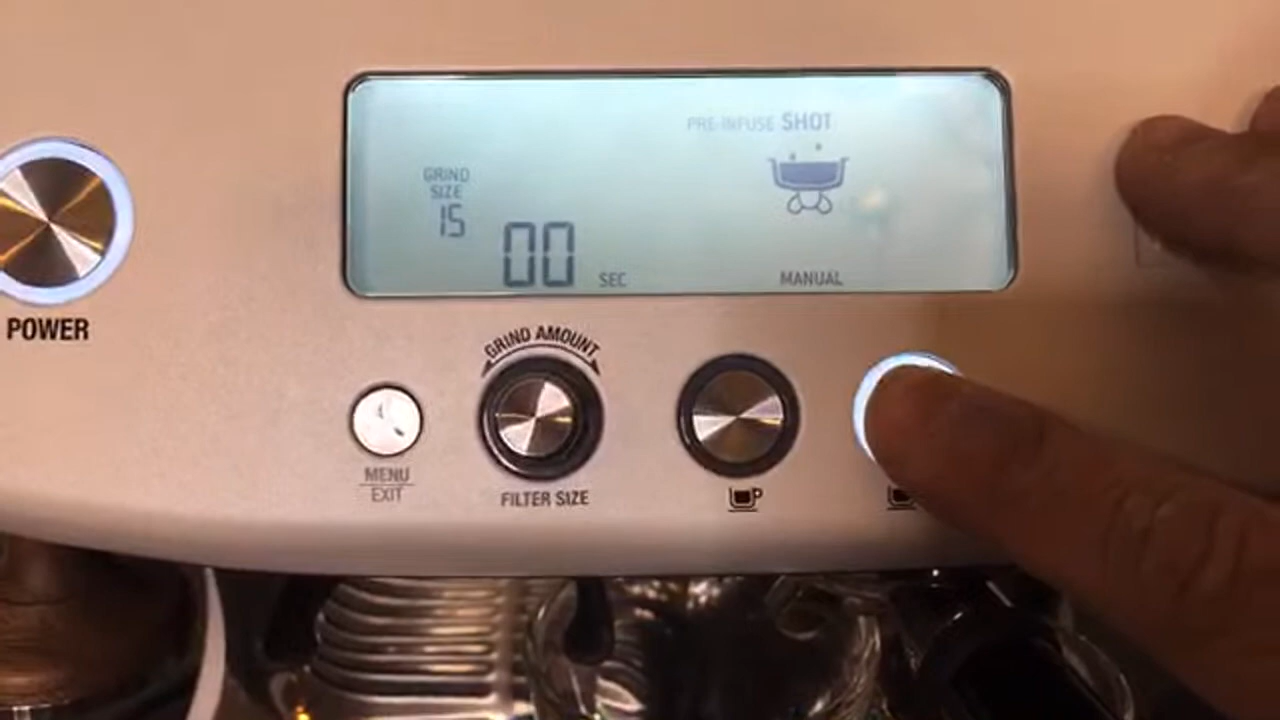 PRE-INFUSE SHOT
GRIND
SIZE
15
00 SEC
MANUAL
POWER
GRIND AMOUNT
MENU
EXIT
FILTER SIZE